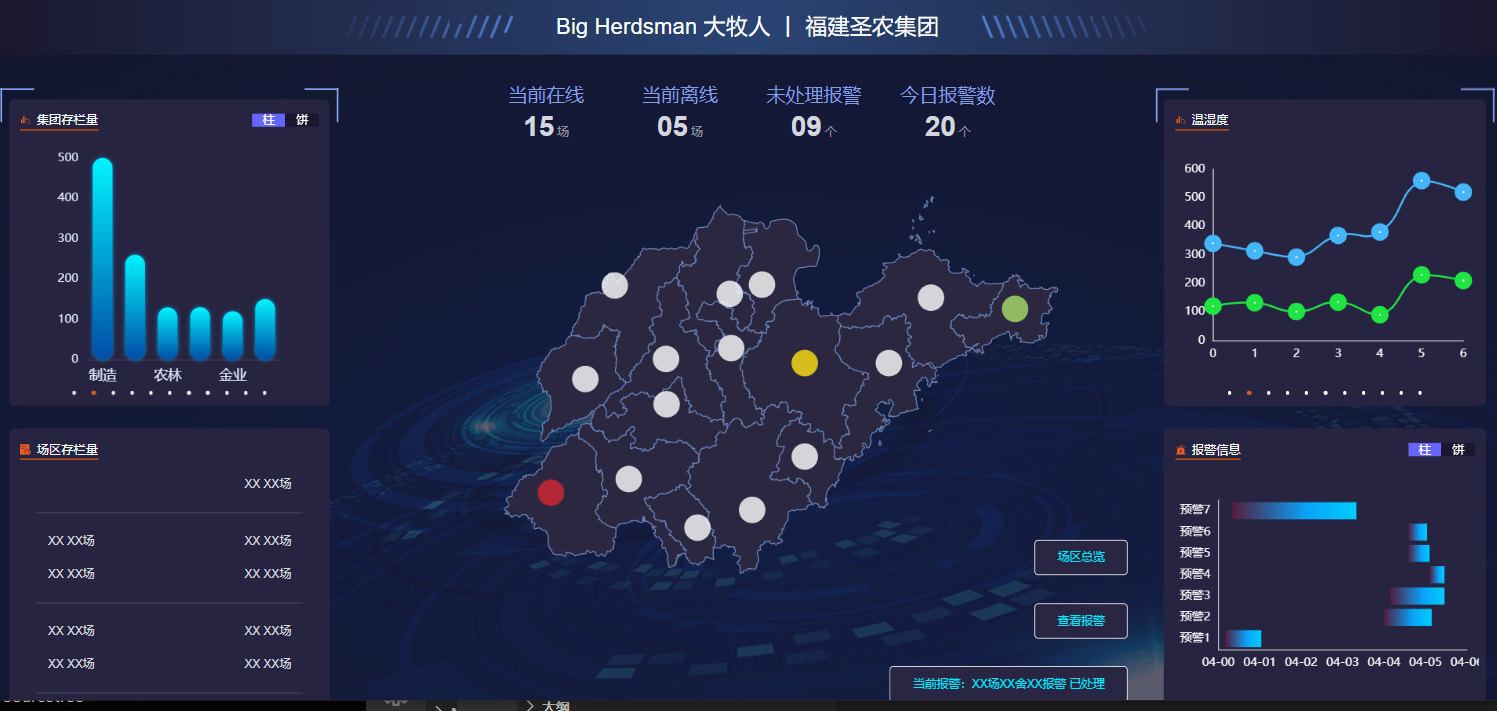 Big Herdsman 大牧人 丨 福建圣农集团
当前在线
15 场
当前离线
05 场
未处理报警
09 个
今日报警数
20 个
集团存栏量
柱 饼
500
400
300
200
100
0
制造 农林 金业
场区存栏量
XX XX场
XX XX场 XX XX场
XX XX场 XX XX场
XX XX场 XX XX场
XX XX场 XX XX场
场区总览
查看报警
当前报警：XX场XX舍XX报警 已处理
温湿度
600
500
400
300
200
100
0
0 1 2 3 4 5 6
报警信息
柱 饼
预警7
预警6
预警5
预警4
预警3
预警2
预警1
04-00 04-01 04-02 04-03 04-04 04-05 04-06
大纲